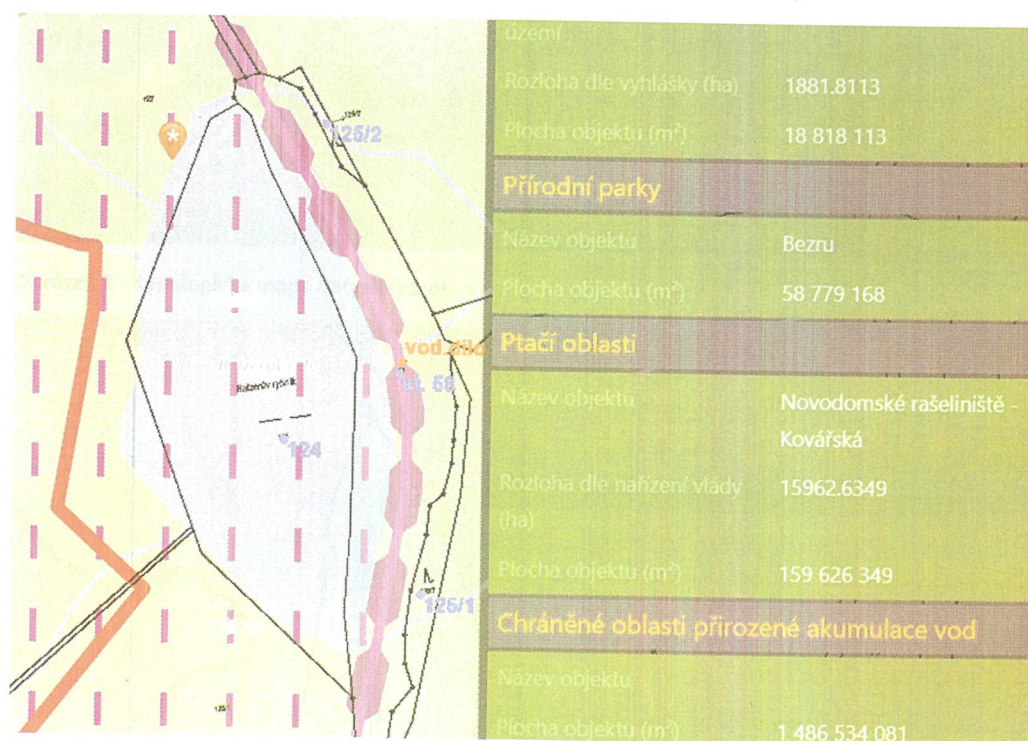 území
Rozloha dle vyhlášky (ha) 1881.8113
Plocha objektu (m²) 18 818 113
Přírodní parky
Název objektu Bezru
Plocha objektu (m²) 58 779 168
Ptačí oblasti
Název objektu Novodomské rašeliniště -
Kovářská
Rozloha dle nařízení vlády 15962.6349
(ha)
Plocha objektu (m²) 159 626 349
Chráněné oblasti přirozené akumulace vod
Název objektu
Plocha objektu (m²) 1 486 534 081
125/2
vod.dílo
124
125/1